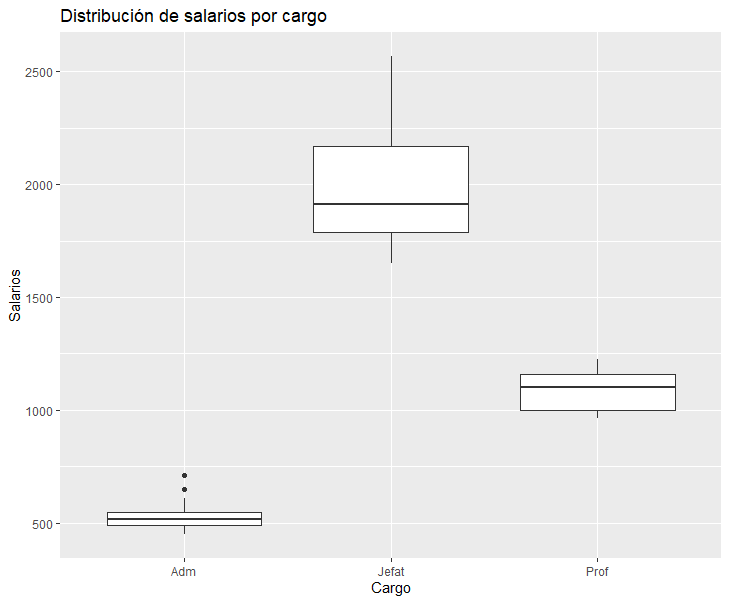 Distribución de salarios por cargo
2500
2000
1500
1000
500
Salarios
Adm Jefat Prof
Cargo